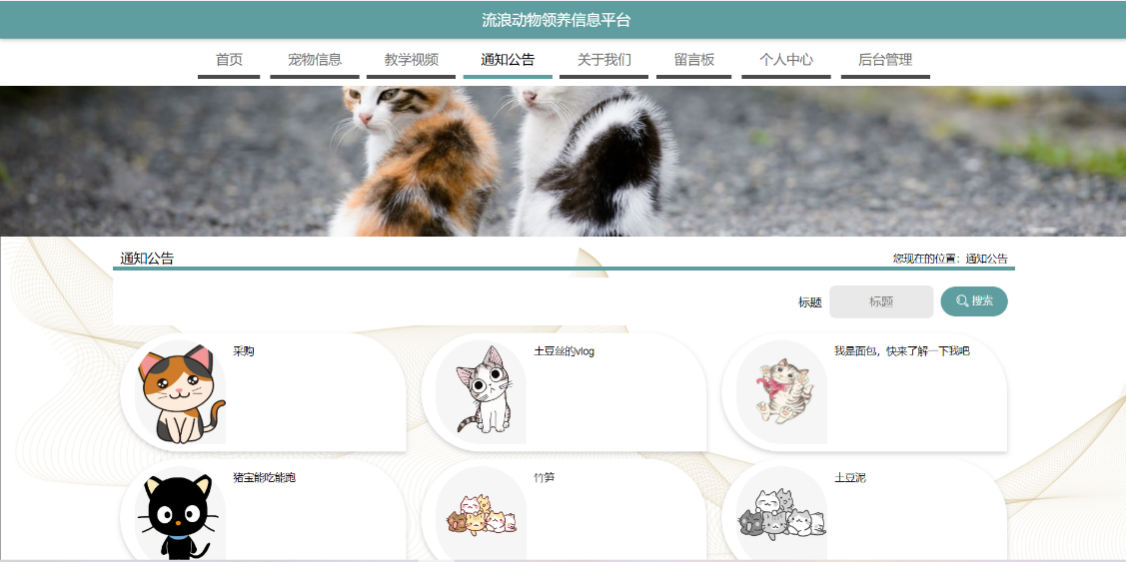 流浪动物领养信息平台
首页 宠物信息 教学视频 通知公告 关于我们 留言板 个人中心 后台管理
通知公告 您现在的位置：通知公告
标题 标题 搜索
采购 土豆丝的vlog 我是面包，快来了解一下我吧
猪宝能吃能跑 竹笋 土豆泥